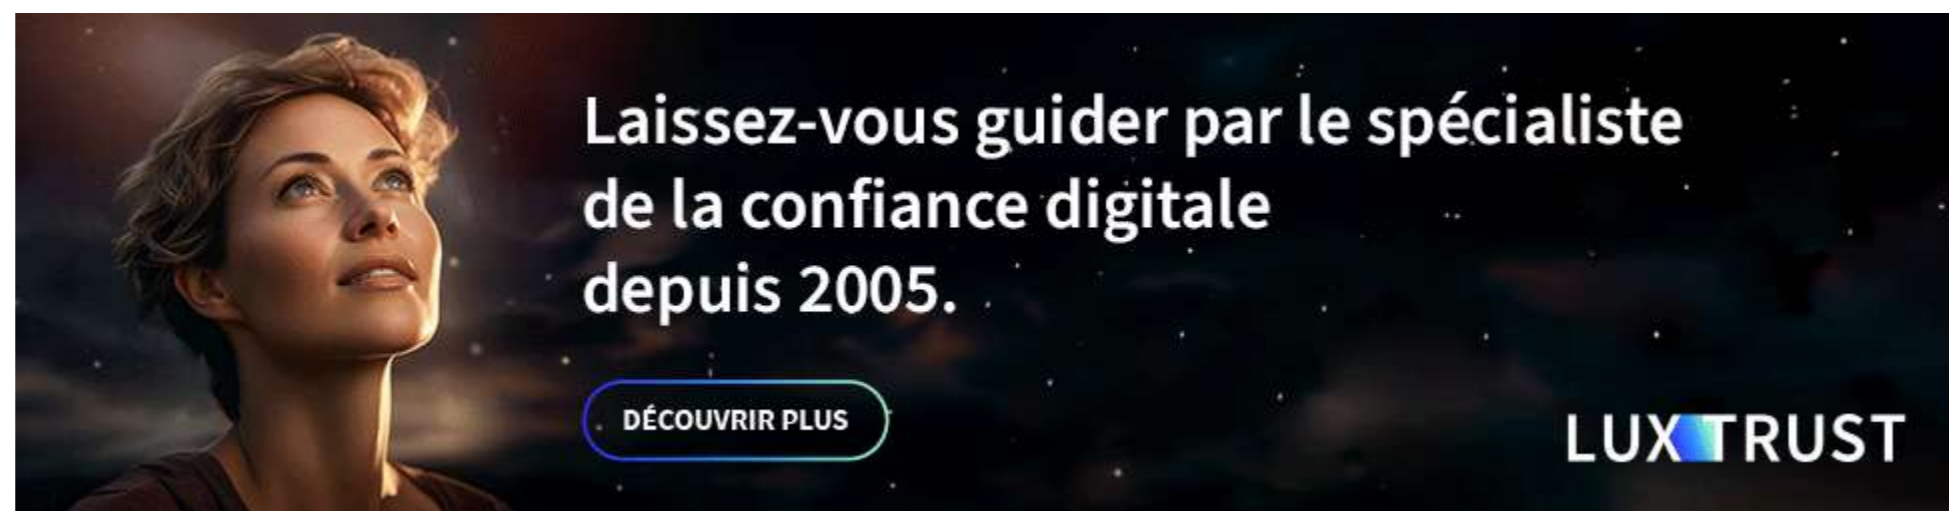 Laissez-vous guider par le spécialiste
de la confiance digitale
depuis 2005.
DÉCOUVRIR PLUS
LUXTRUST